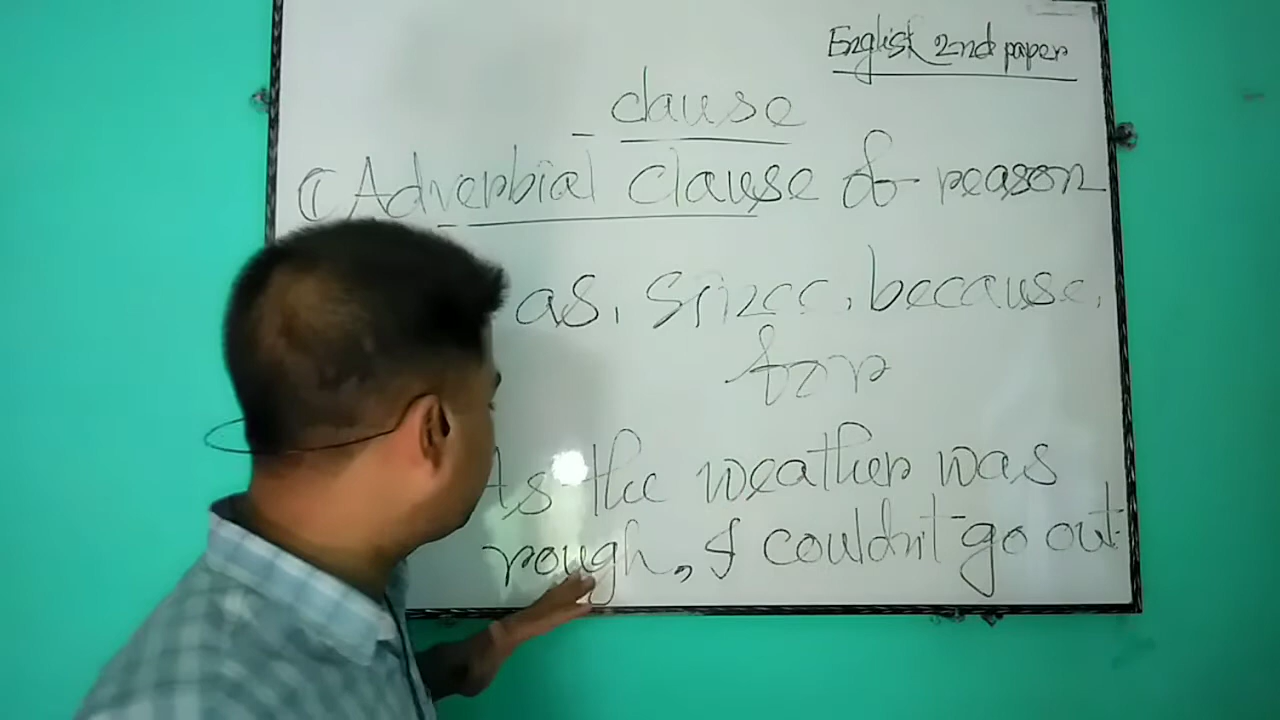 English 2nd paper
clause
Adverbial clause of reason
as, since, because,
for
As the weather was
rough, I couldn't go out.